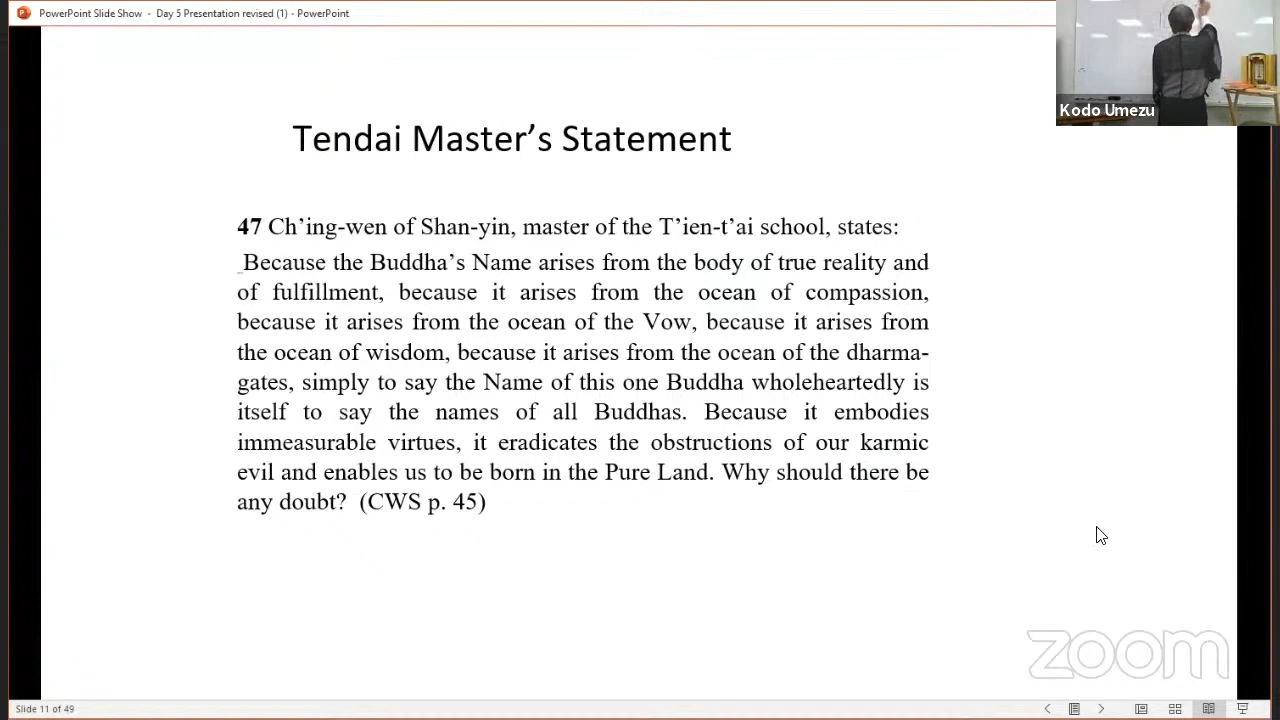 PowerPoint Slide Show - Day 5 Presentation revised (1) - PowerPoint
Kodo Umezu
Tendai Master’s Statement
47 Ch’ing-wen of Shan-yin, master of the T’ien-t’ai school, states:
Because the Buddha’s Name arises from the body of true reality and
of fulfillment, because it arises from the ocean of compassion,
because it arises from the ocean of the Vow, because it arises from
the ocean of wisdom, because it arises from the ocean of the dharma-
gates, simply to say the Name of this one Buddha wholeheartedly is
itself to say the names of all Buddhas. Because it embodies
immeasurable virtues, it eradicates the obstructions of our karmic
evil and enables us to be born in the Pure Land. Why should there be
any doubt? (CWS p. 45)
zoom
Slide 11 of 49